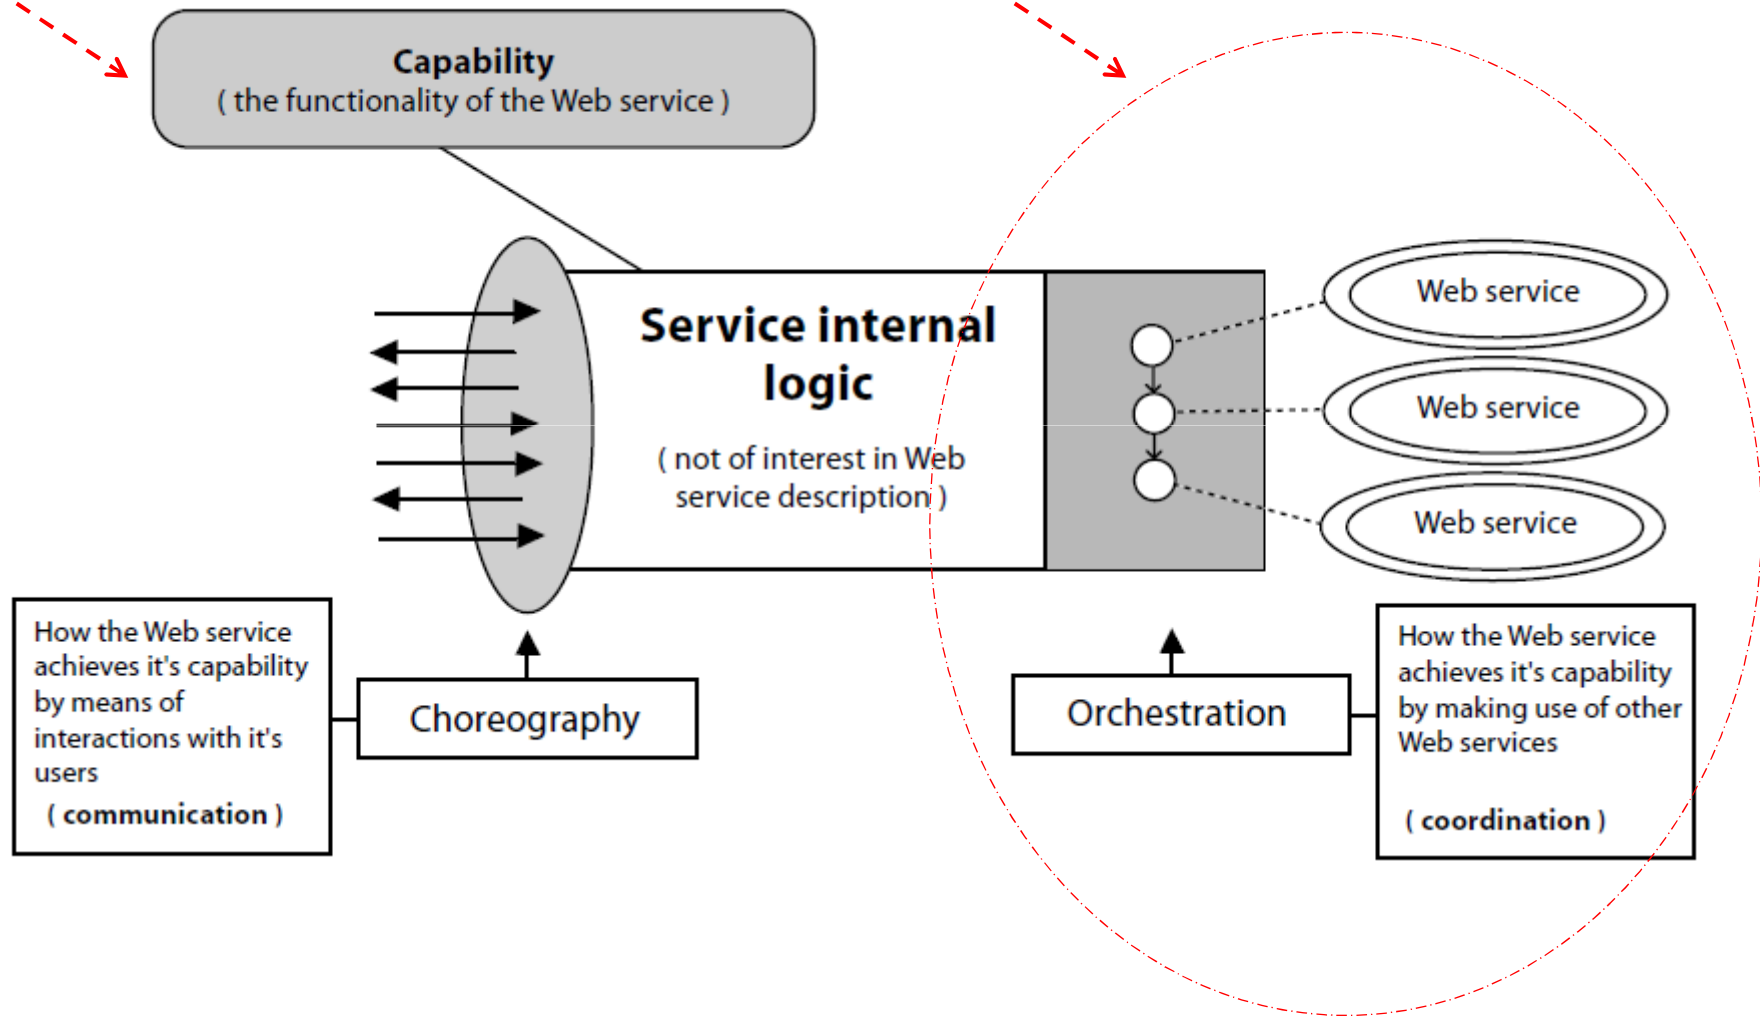 Capability
( the functionality of the Web service )
Service internal
logic
( not of interest in Web
service description )
Web service
Web service
Web service
How the Web service
achieves it's capability
by means of
interactions with it's
users
( communication )
Choreography
Orchestration
How the Web service
achieves it's capability
by making use of other
Web services
( coordination )